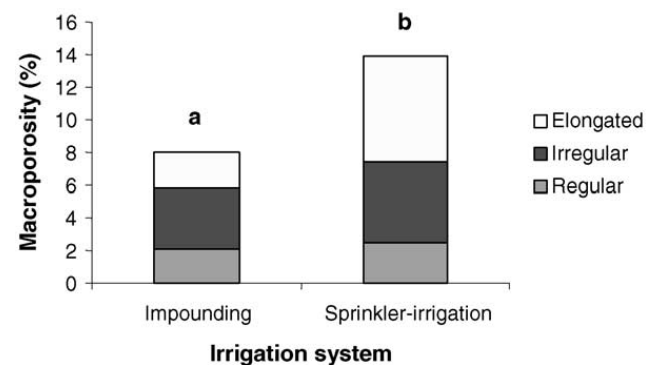 16
14
12
10
8
6
4
2
0
Macroporosity (%)
a
b
Elongated
Irregular
Regular
Impounding
Sprinkler-irrigation
Irrigation system